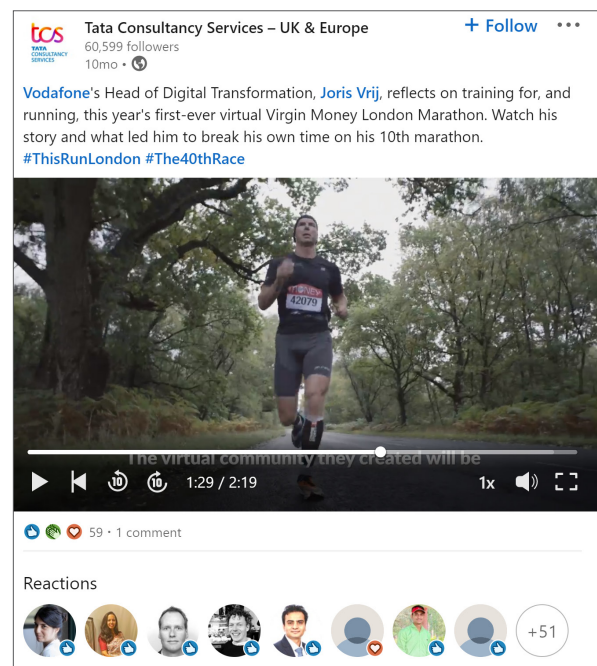 tcs
TATA
CONSULTANCY
SERVICES
Tata Consultancy Services – UK & Europe
60,599 followers
10mo •
+ Follow •••
Vodafone's Head of Digital Transformation, Joris Vrij, reflects on training for, and
running, this year's first-ever virtual Virgin Money London Marathon. Watch his
story and what led him to break his own time on his 10th marathon.
#ThisRunLondon #The40thRace
MONEY
42079
The virtual community they created will be
10
10
1:29 / 2:19
1x
59 · 1 comment
Reactions
+51